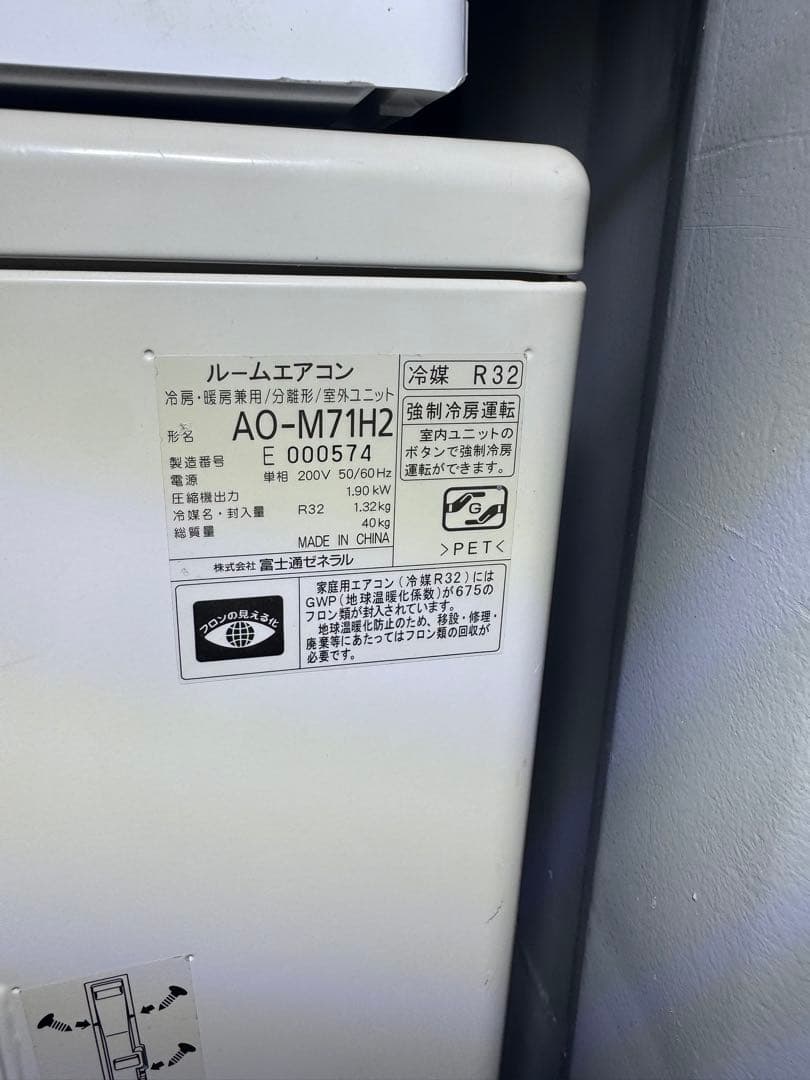 ルームエアコン
冷房・暖房兼用/分離形/室外ユニット
形名 AO-M71H2
製造番号 E 000574
電源 単相 200V 50/60Hz
圧縮機出力 1.90kW
冷媒名・封入量 R32 1.32kg
総質量 40kg
MADE IN CHINA
株式会社 富士通ゼネラル
冷媒 R32
強制冷房運転
室内ユニットの
ボタンで強制冷房
運転ができます。
G
>PET<
フロンの見える化
家庭用エアコン(冷媒R32)には
GWP(地球温暖化係数)が675の
フロン類が封入されています。
地球温暖化防止のため、移設・修理・
廃棄等にあたってはフロン類の回収が
必要です。